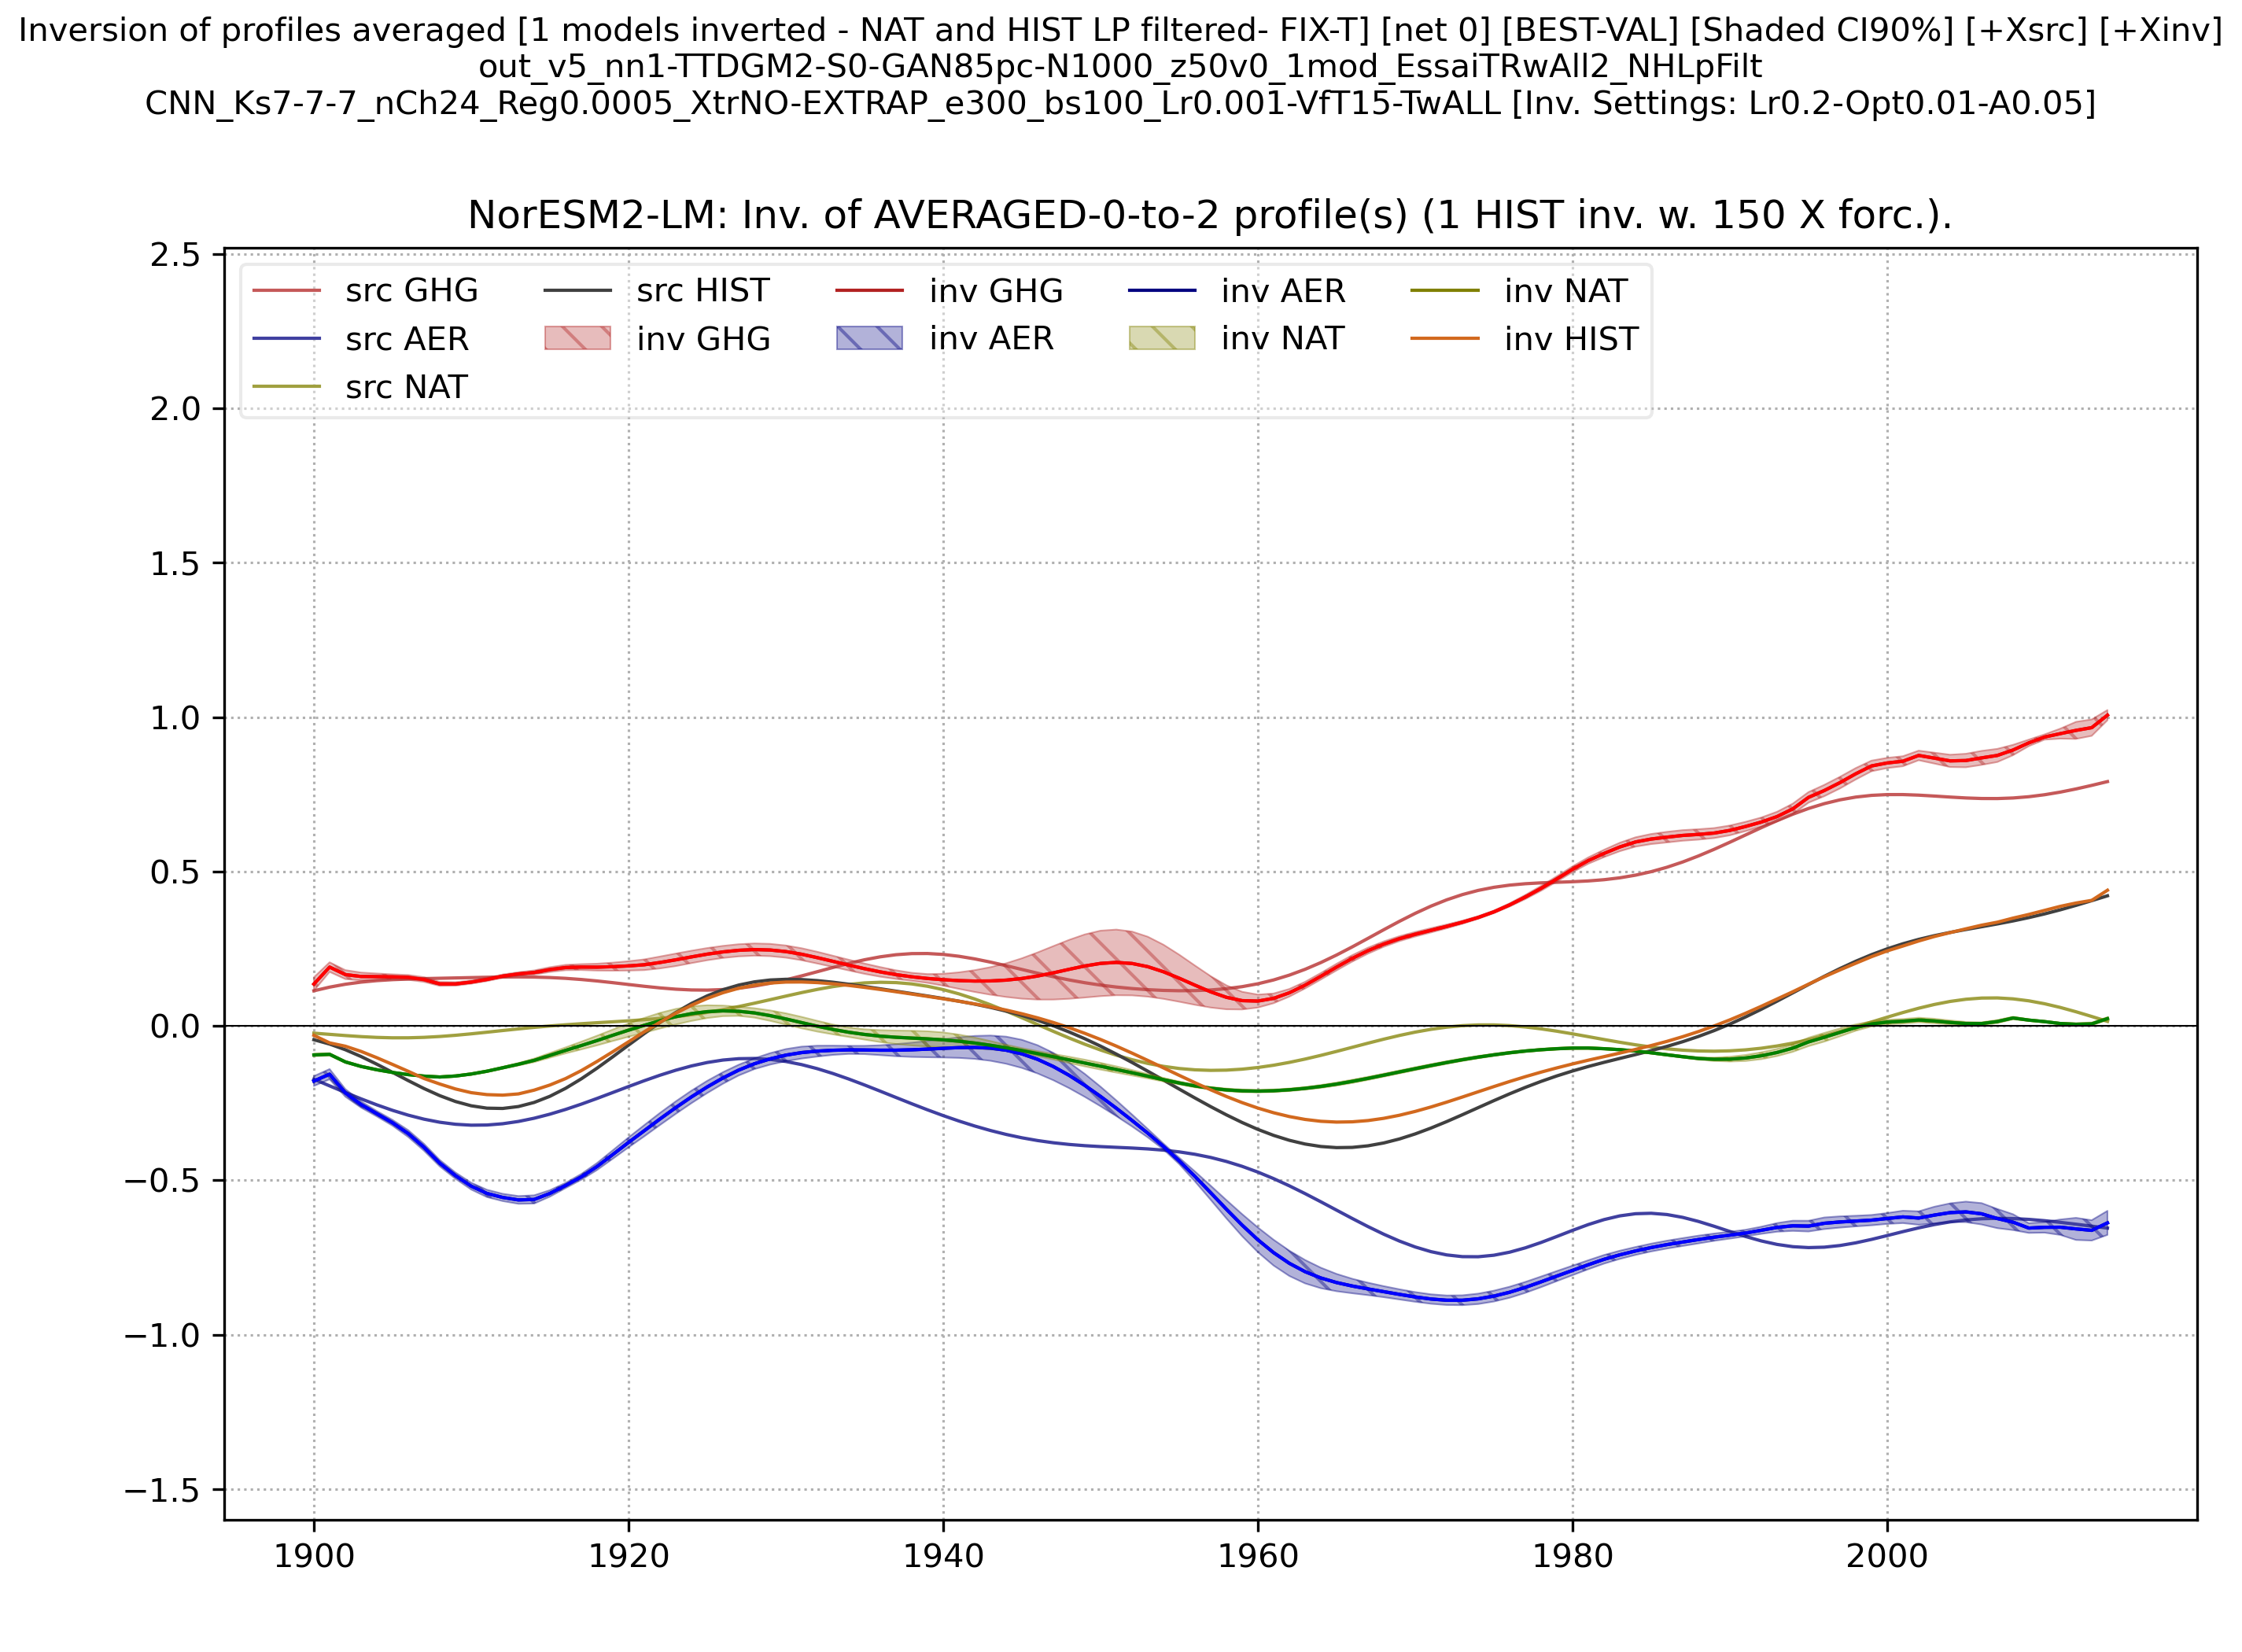 Inversion of profiles averaged [1 models inverted - NAT and HIST LP filtered- FIX-T] [net 0] [BEST-VAL] [Shaded CI90%] [+Xsrc] [+Xinv]
out_v5_nn1-TTDGM2-S0-GAN85pc-N1000_z50v0_1mod_EssaiTRwAll2_NHLpFilt
CNN_Ks7-7-7_nCh24_Reg0.0005_XtrNO-EXTRAP_e300_bs100_Lr0.001-VfT15-TwALL [Inv. Settings: Lr0.2-Opt0.01-A0.05]
NorESM2-LM: Inv. of AVERAGED-0-to-2 profile(s) (1 HIST inv. w. 150 X forc.).
src GHG src HIST inv GHG inv AER inv NAT
src AER inv GHG inv AER inv NAT inv HIST
src NAT
2.5
2.0
1.5
1.0
0.5
0.0
−0.5
−1.0
−1.5
1900 1920 1940 1960 1980 2000